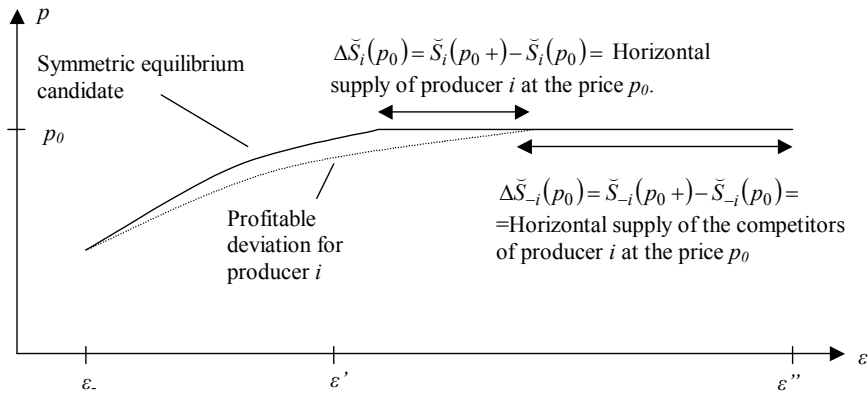 p
ΔS̆ᵢ(p₀) = S̆ᵢ(p₀ +) − S̆ᵢ(p₀) = Horizontal
supply of producer i at the price p₀.
Symmetric equilibrium
candidate
p₀
ΔS̆₋ᵢ(p₀) = S̆₋ᵢ(p₀ +) − S̆₋ᵢ(p₀) =
=Horizontal supply of the competitors
of producer i at the price p₀
Profitable
deviation for
producer i
ε₋
ε’
ε’’
ε